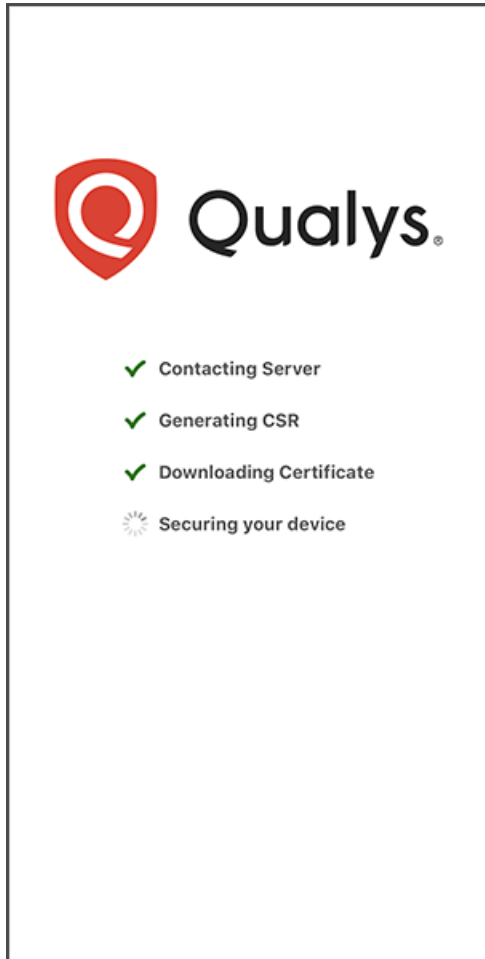 Qualys.®
Contacting Server
Generating CSR
Downloading Certificate
Securing your device